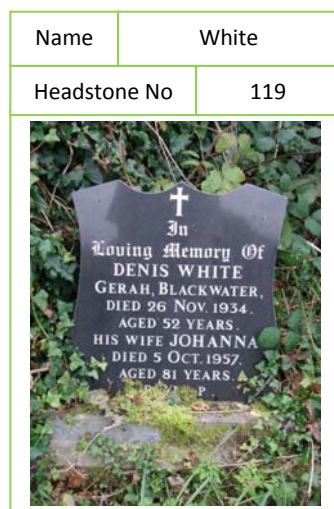 Name White
Headstone No 119
In
Loving Memory Of
DENIS WHITE
GERAH, BLACKWATER,
DIED 26 NOV. 1934.
AGED 52 YEARS.
HIS WIFE JOHANNA
DIED 5 OCT. 1957.
AGED 81 YEARS.